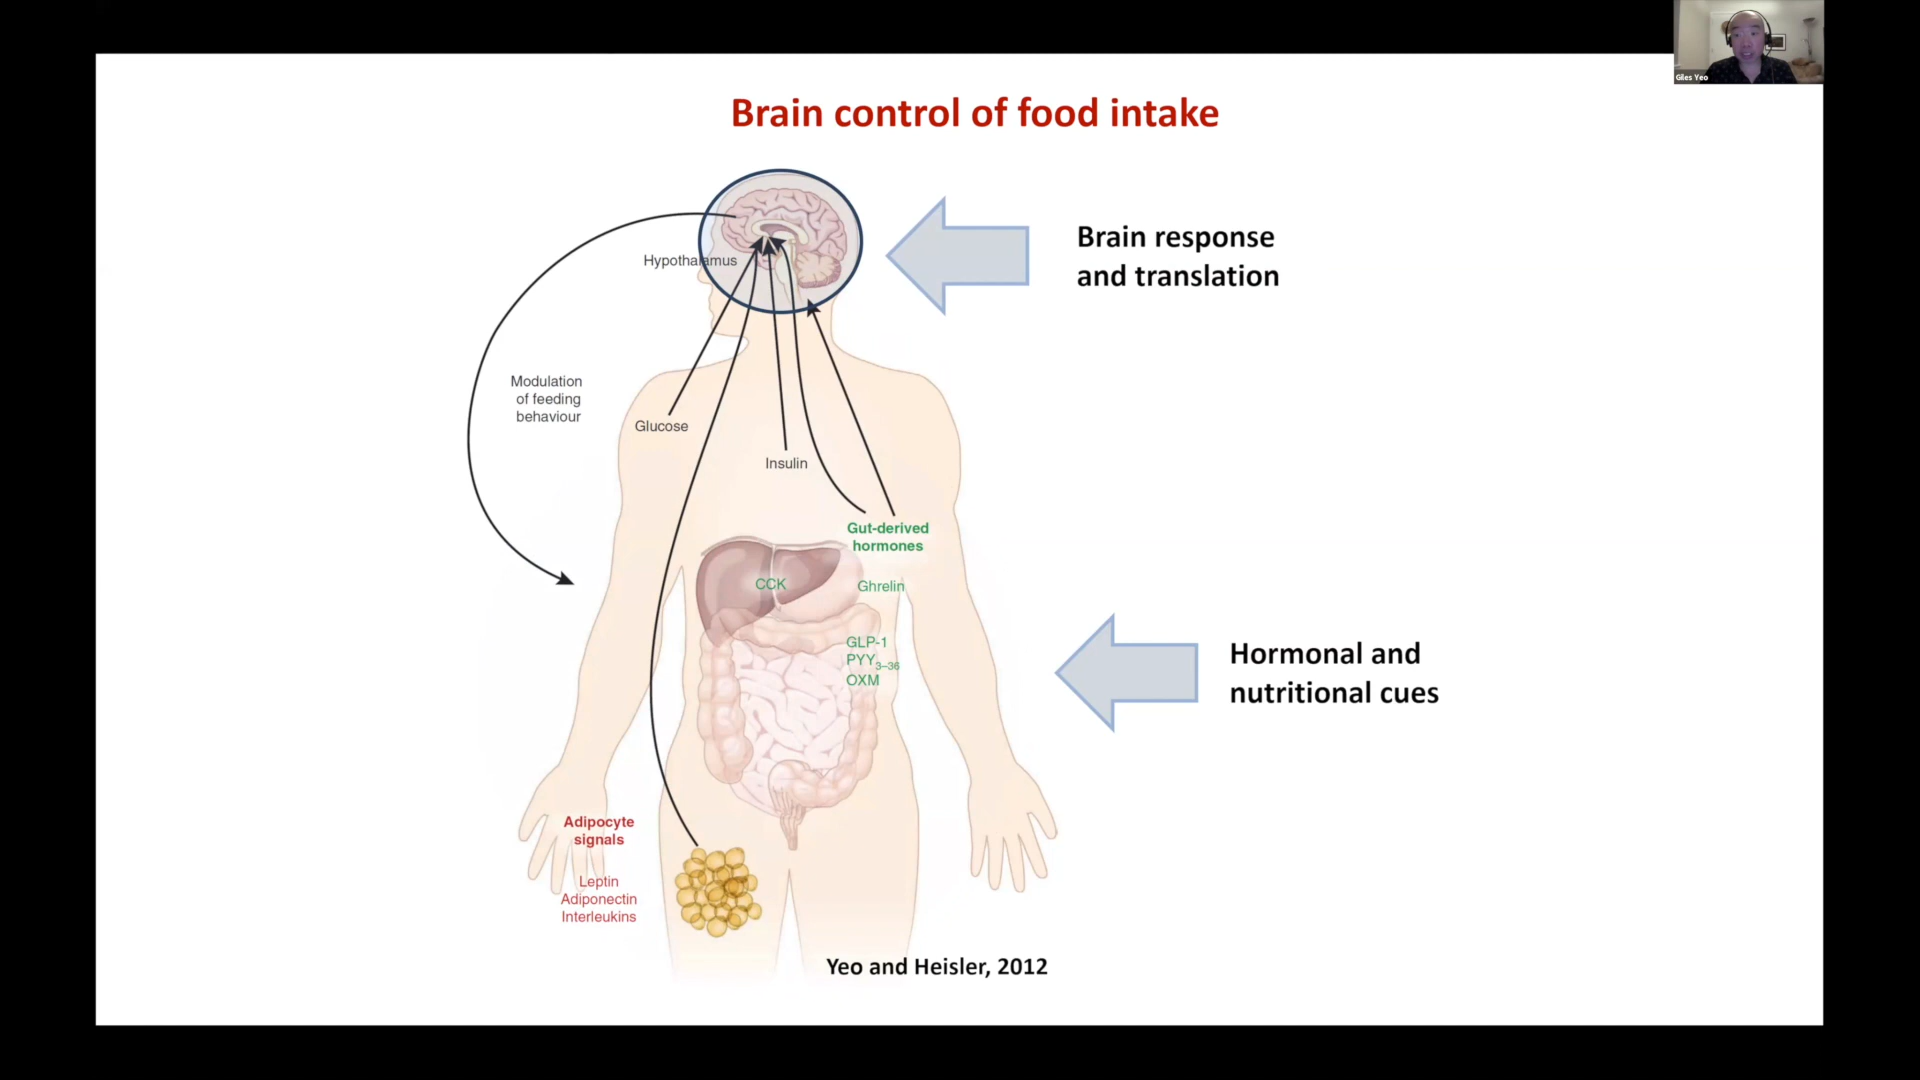 Giles Yeo
Brain control of food intake
Brain response
and translation
Hypothalamus
Modulation
of feeding
behaviour
Glucose
Insulin
Gut-derived
hormones
CCK
Ghrelin
GLP-1
PYY3–36
OXM
Hormonal and
nutritional cues
Adipocyte
signals
Leptin
Adiponectin
Interleukins
Yeo and Heisler, 2012